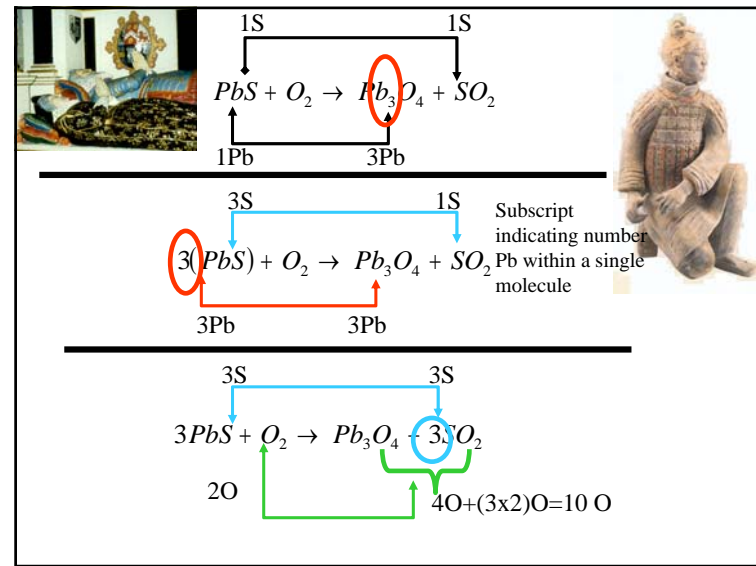 1S 1S
PbS + O₂ → Pb₃O₄ + SO₂
1Pb 3Pb
3S 1S
3(PbS) + O₂ → Pb₃O₄ + SO₂
3Pb 3Pb
Subscript
indicating number
Pb within a single
molecule
3S 3S
3PbS + O₂ → Pb₃O₄ + 3SO₂
2O
4O+(3x2)O=10 O